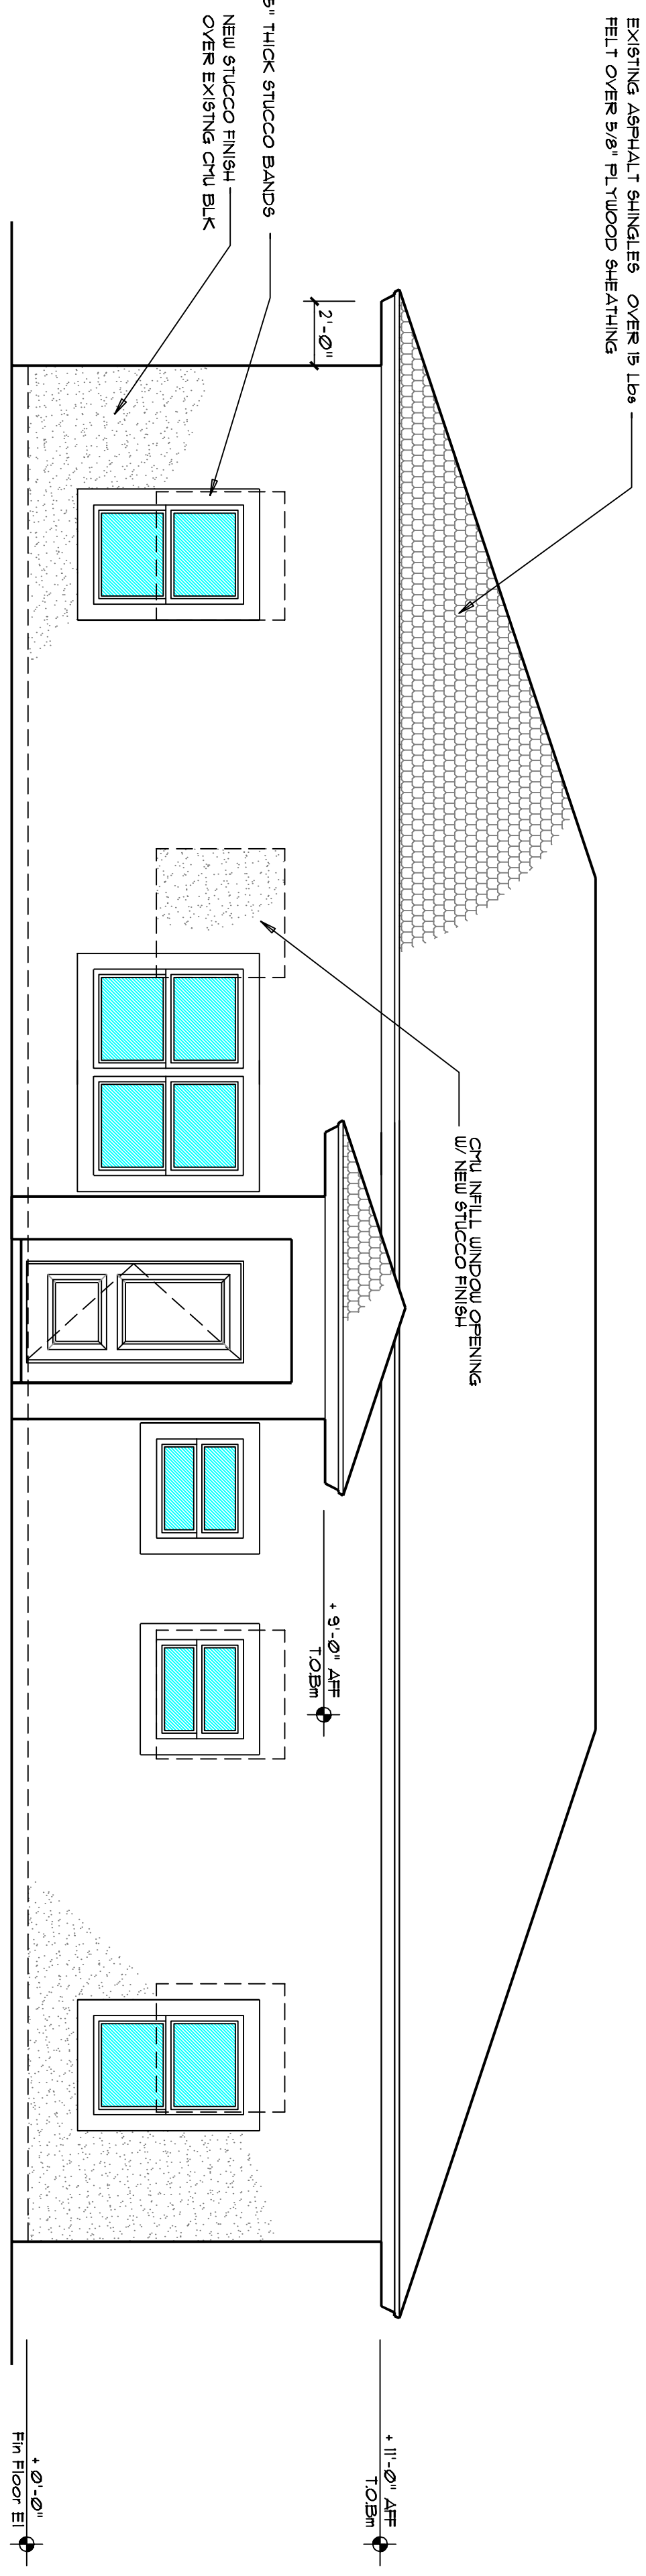 EXISTING ASPHALT SHINGLES OVER 15 Lbs
FELT OVER 5/8" PLYWOOD SHEATHING
5" THICK STUCCO BANDS
NEW STUCCO FINISH
OVER EXISTNG CMU BLK
2'-0"
CMU INFILL WINDOW OPENING
W/ NEW STUCCO FINISH
+ 9'-0" AFF
T.O.Bm
+ 11'-0" AFF
T.O.Bm
+ 0'-0"
Fin Floor El